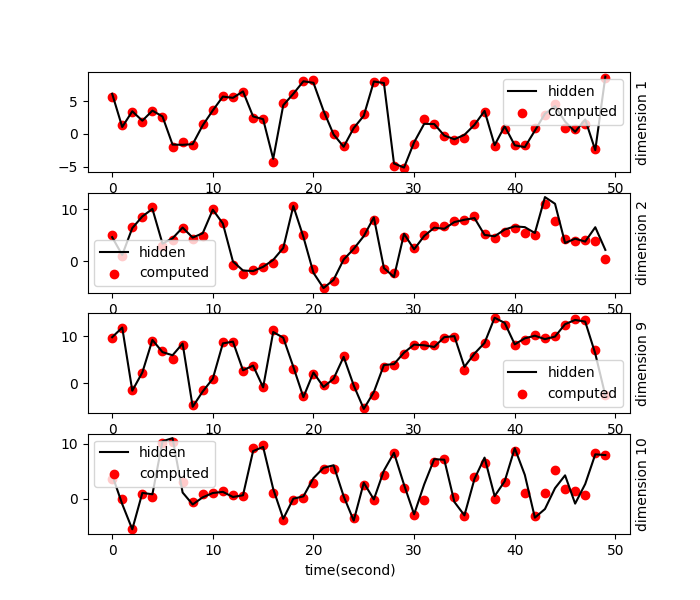 5
0
−5
0 10 20 30 40 50
hidden
computed
dimension 1
10
0
0 10 20 30 40 50
hidden
computed
dimension 2
10
0
0 10 20 30 40 50
hidden
computed
dimension 9
10
0
0 10 20 30 40 50
hidden
computed
dimension 10
time(second)